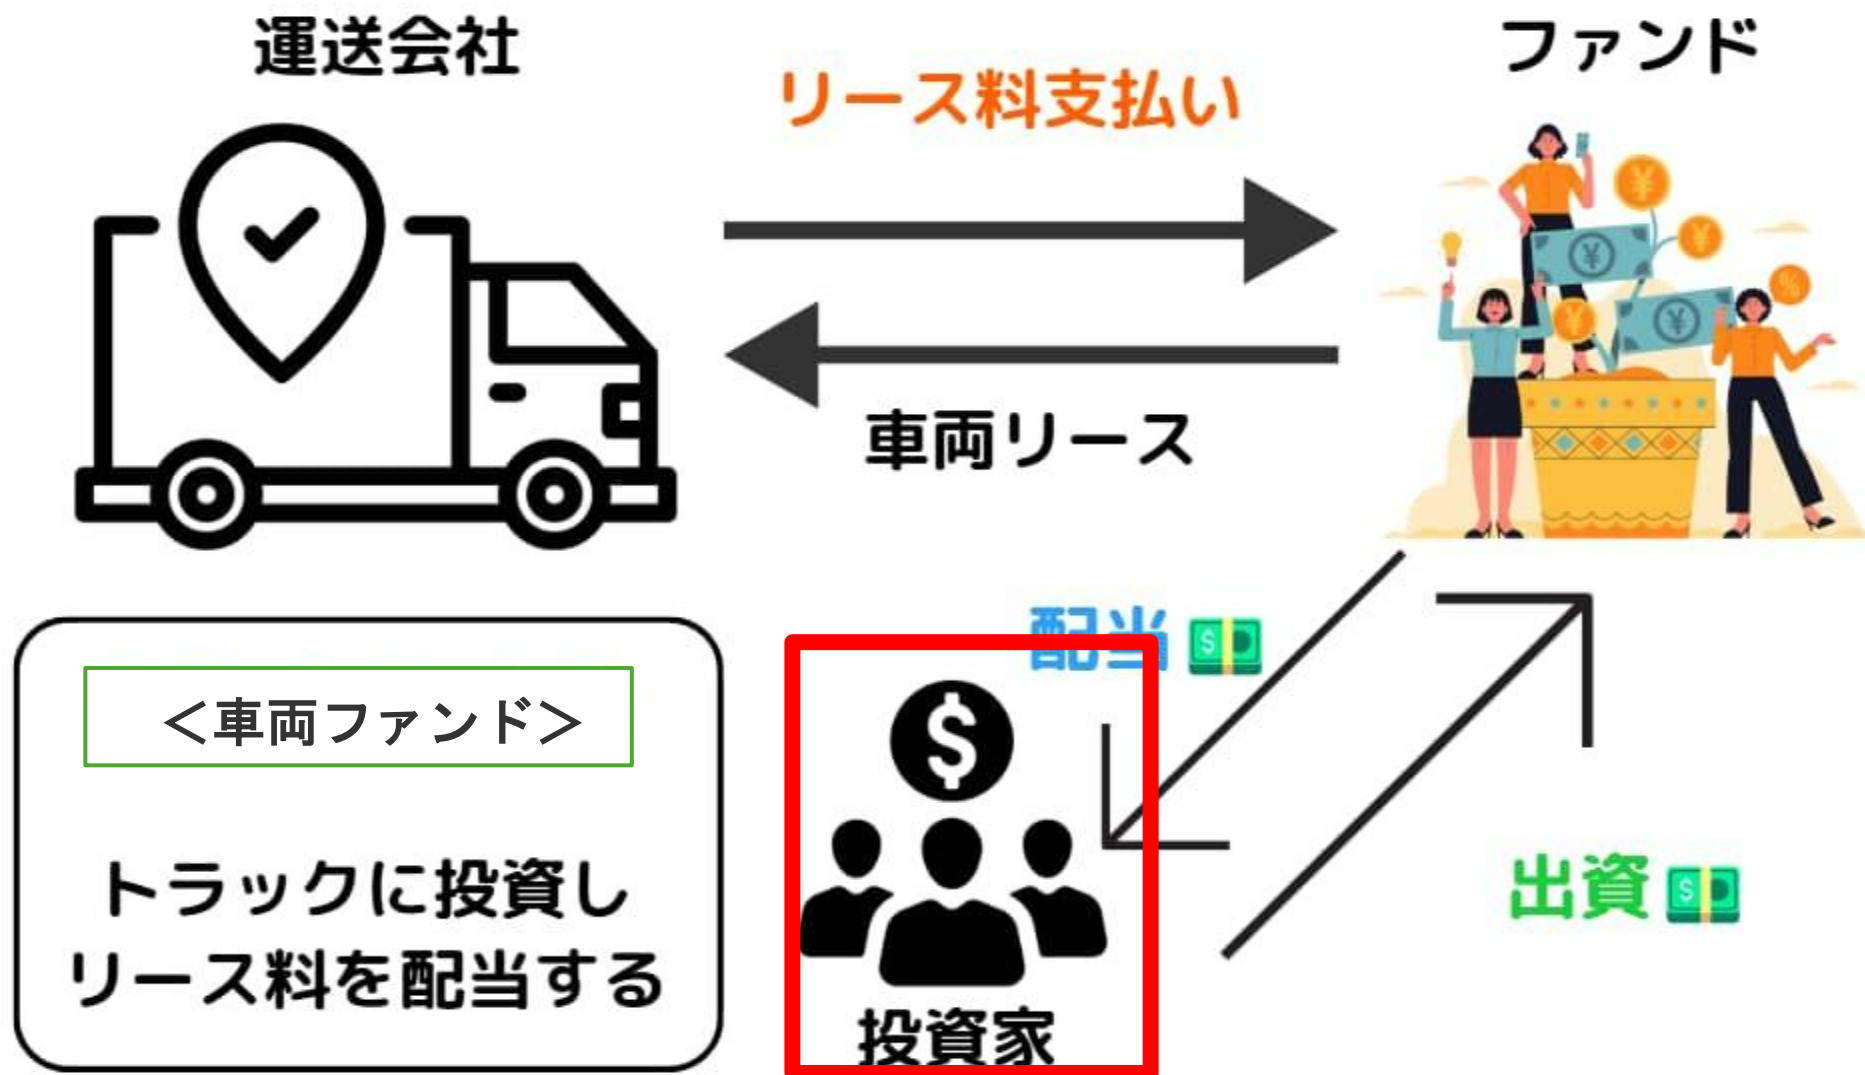 運送会社
リース料支払い
ファンド
車両リース
配当
＜車両ファンド＞
トラックに投資し
リース料を配当する
出資
投資家